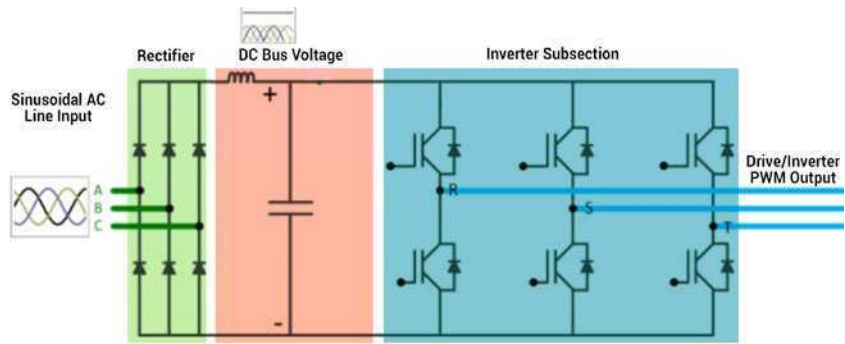 Rectifier
DC Bus Voltage
Inverter Subsection
Sinusoidal AC
Line Input
+
Drive/Inverter
PWM Output
A
R
B
S
C
T
-